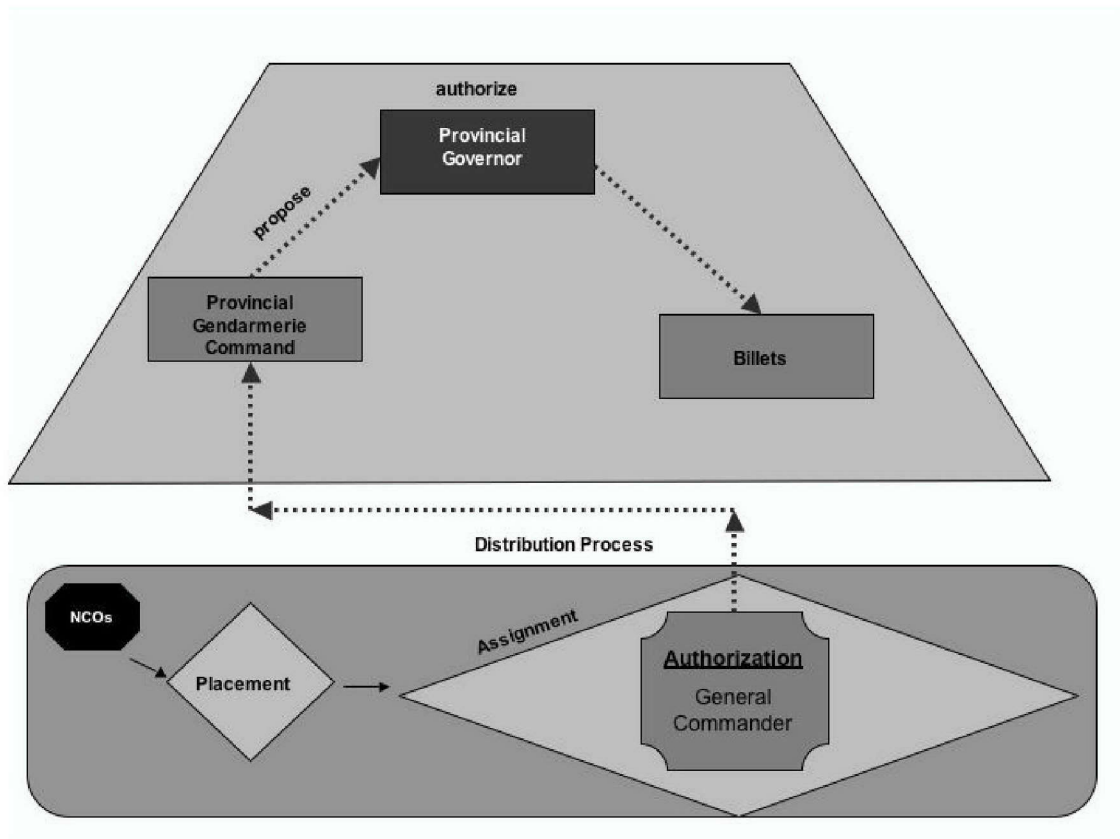 authorize
Provincial
Governor
propose
Provincial
Gendarmerie
Command
Billets
Distribution Process
NCOs
Placement
Assignment
Authorization
General
Commander